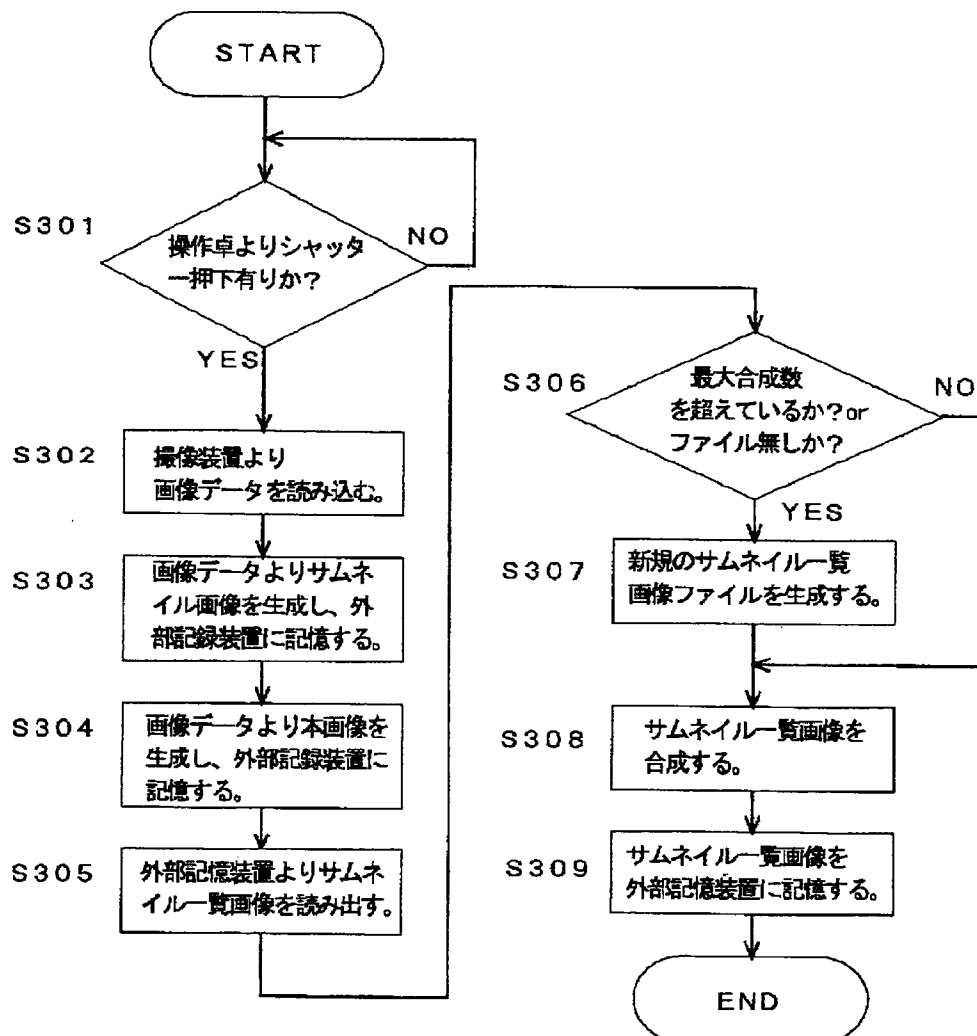 START
S301
操作卓よりシャッタ
ー押下有りか？
NO
YES
S302
撮像装置より
画像データを読み込む。
S303
画像データよりサムネ
イル画像を生成し、外
部記録装置に記憶する。
S304
画像データより本画像を
生成し、外部記録装置に
記憶する。
S305
外部記憶装置よりサムネ
イル一覧画像を読み出す。
S306
最大合成数
を超えているか？or
ファイル無しか？
NO
YES
S307
新規のサムネイル一覧
画像ファイルを生成する。
S308
サムネイル一覧画像を
合成する。
S309
サムネイル一覧画像を
外部記憶装置に記憶する。
END